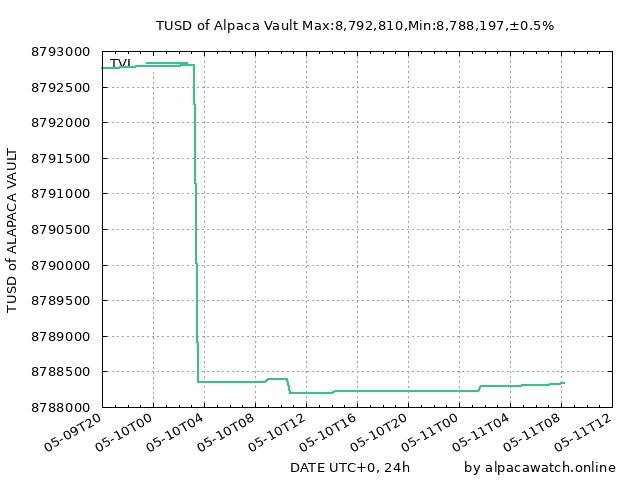 TUSD of Alpaca Vault Max:8,792,810,Min:8,788,197,±0.5%
8793000
8792500
8792000
8791500
8791000
8790500
8790000
8789500
8789000
8788500
8788000
TUSD of ALAPACA VAULT
TVL
05-09T20
05-10T00
05-10T04
05-10T08
05-10T12
05-10T16
05-10T20
05-11T00
05-11T04
05-11T08
05-11T12
DATE UTC+0, 24h
by alpacawatch.online